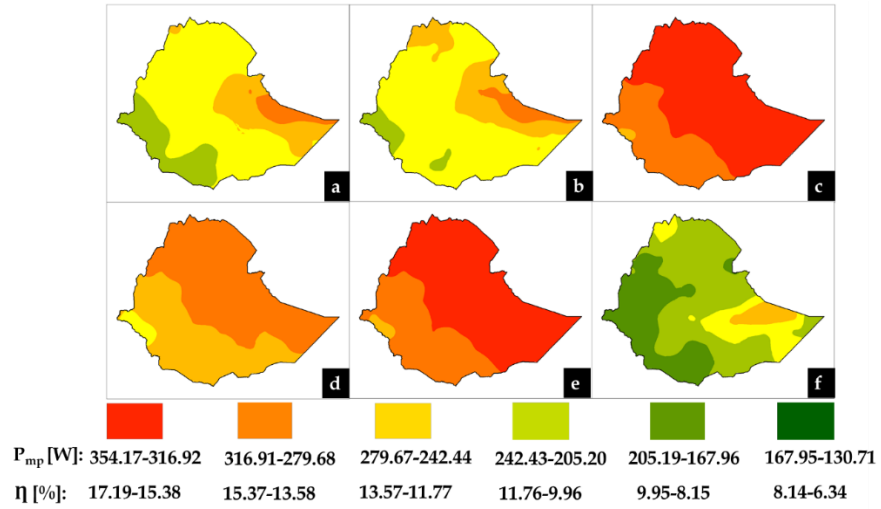 a b c
d e f
P_mp [W]: 354.17-316.92 316.91-279.68 279.67-242.44 242.43-205.20 205.19-167.96 167.95-130.71
η [%]: 17.19-15.38 15.37-13.58 13.57-11.77 11.76-9.96 9.95-8.15 8.14-6.34